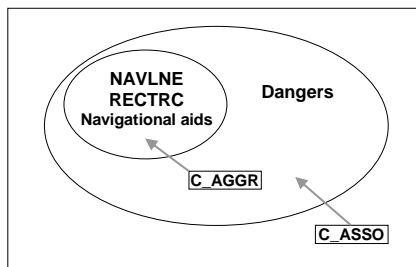 NAVLNE
RECTRC
Navigational aids
Dangers
C_AGGR
C_ASSO